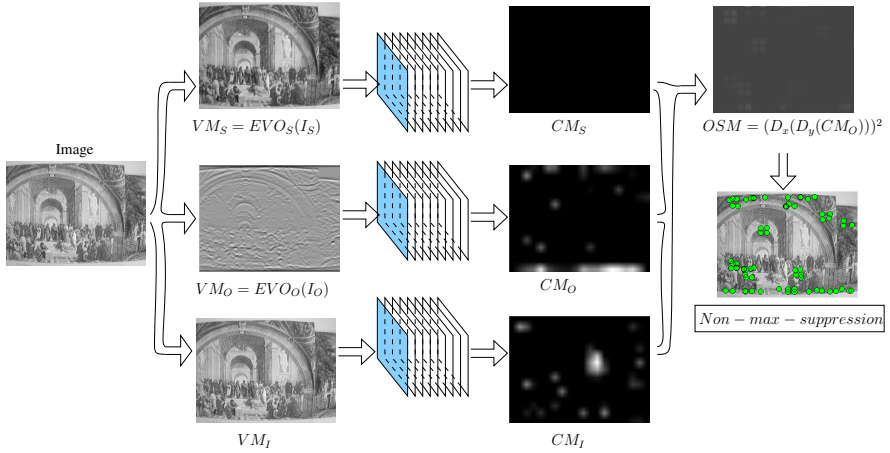 Image
$VM_S = EVO_S(I_S)$
$CM_S$
$OSM = (D_x(D_y(CM_O)))^2$
$VM_O = EVO_O(I_O)$
$CM_O$
$Non - max - suppression$
$VM_I$
$CM_I$